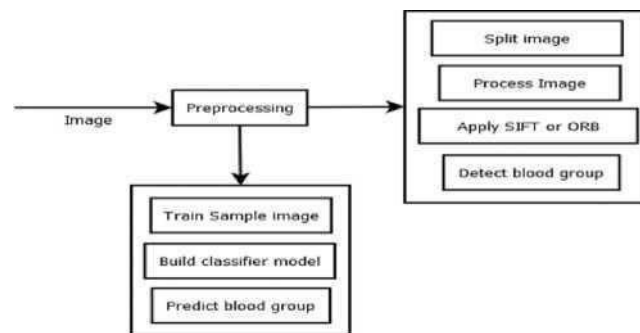 Image
Preprocessing
Split image
Process Image
Apply SIFT or ORB
Detect blood group
Train Sample image
Build classifier model
Predict blood group